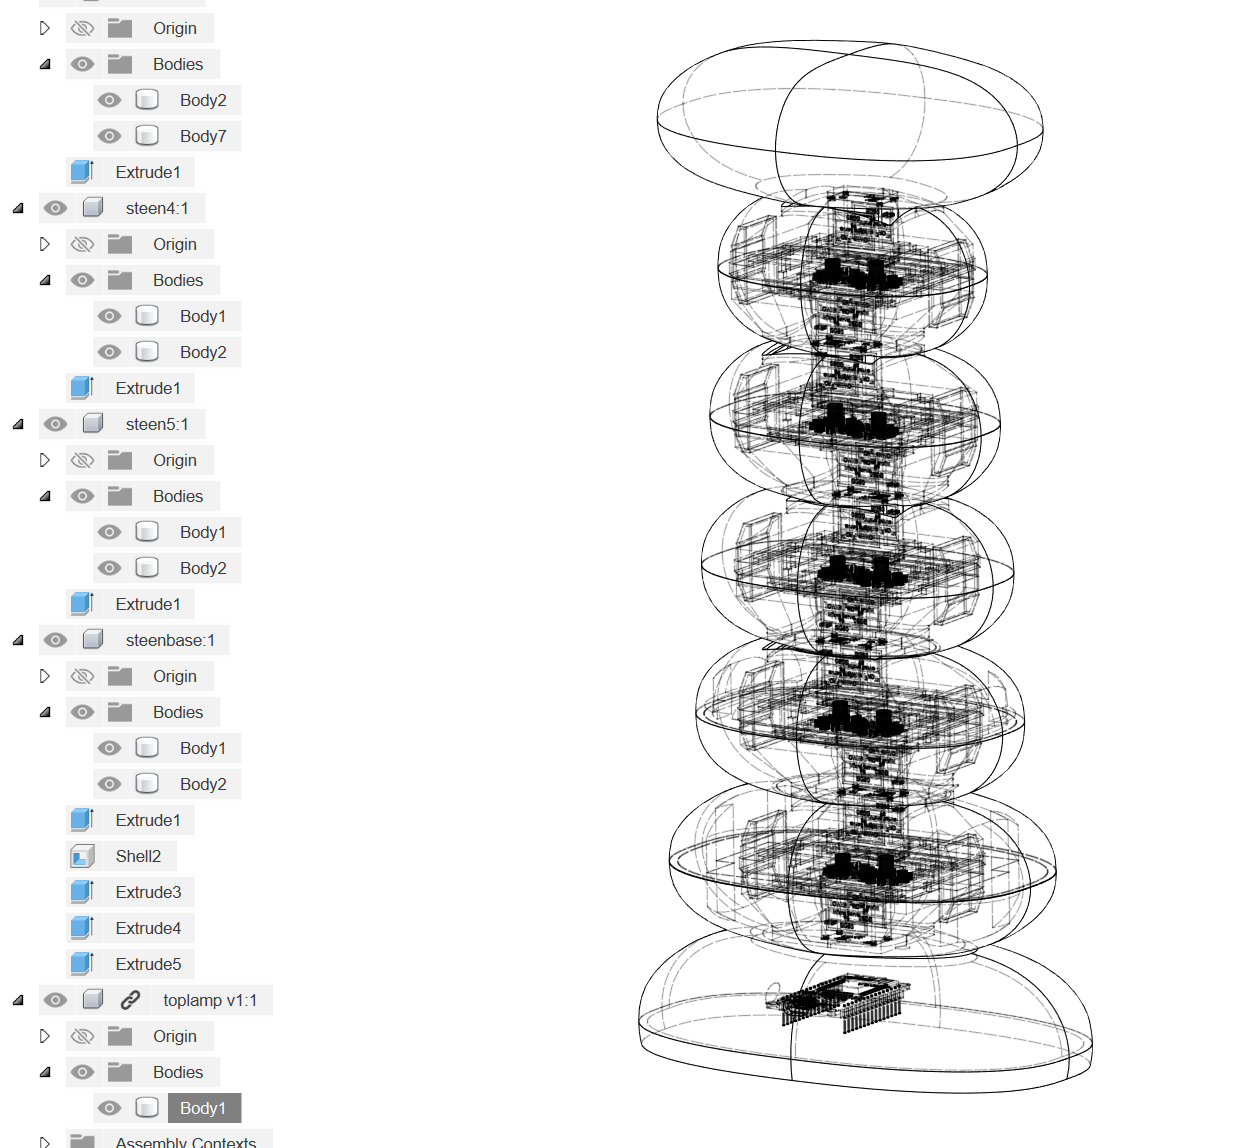 Origin
Bodies
Body2
Body7
Extrude1
steen4:1
Origin
Bodies
Body1
Body2
Extrude1
steen5:1
Origin
Bodies
Body1
Body2
Extrude1
steenbase:1
Origin
Bodies
Body1
Body2
Extrude1
Shell2
Extrude3
Extrude4
Extrude5
toplamp v1:1
Origin
Bodies
Body1
Assembly Contexts